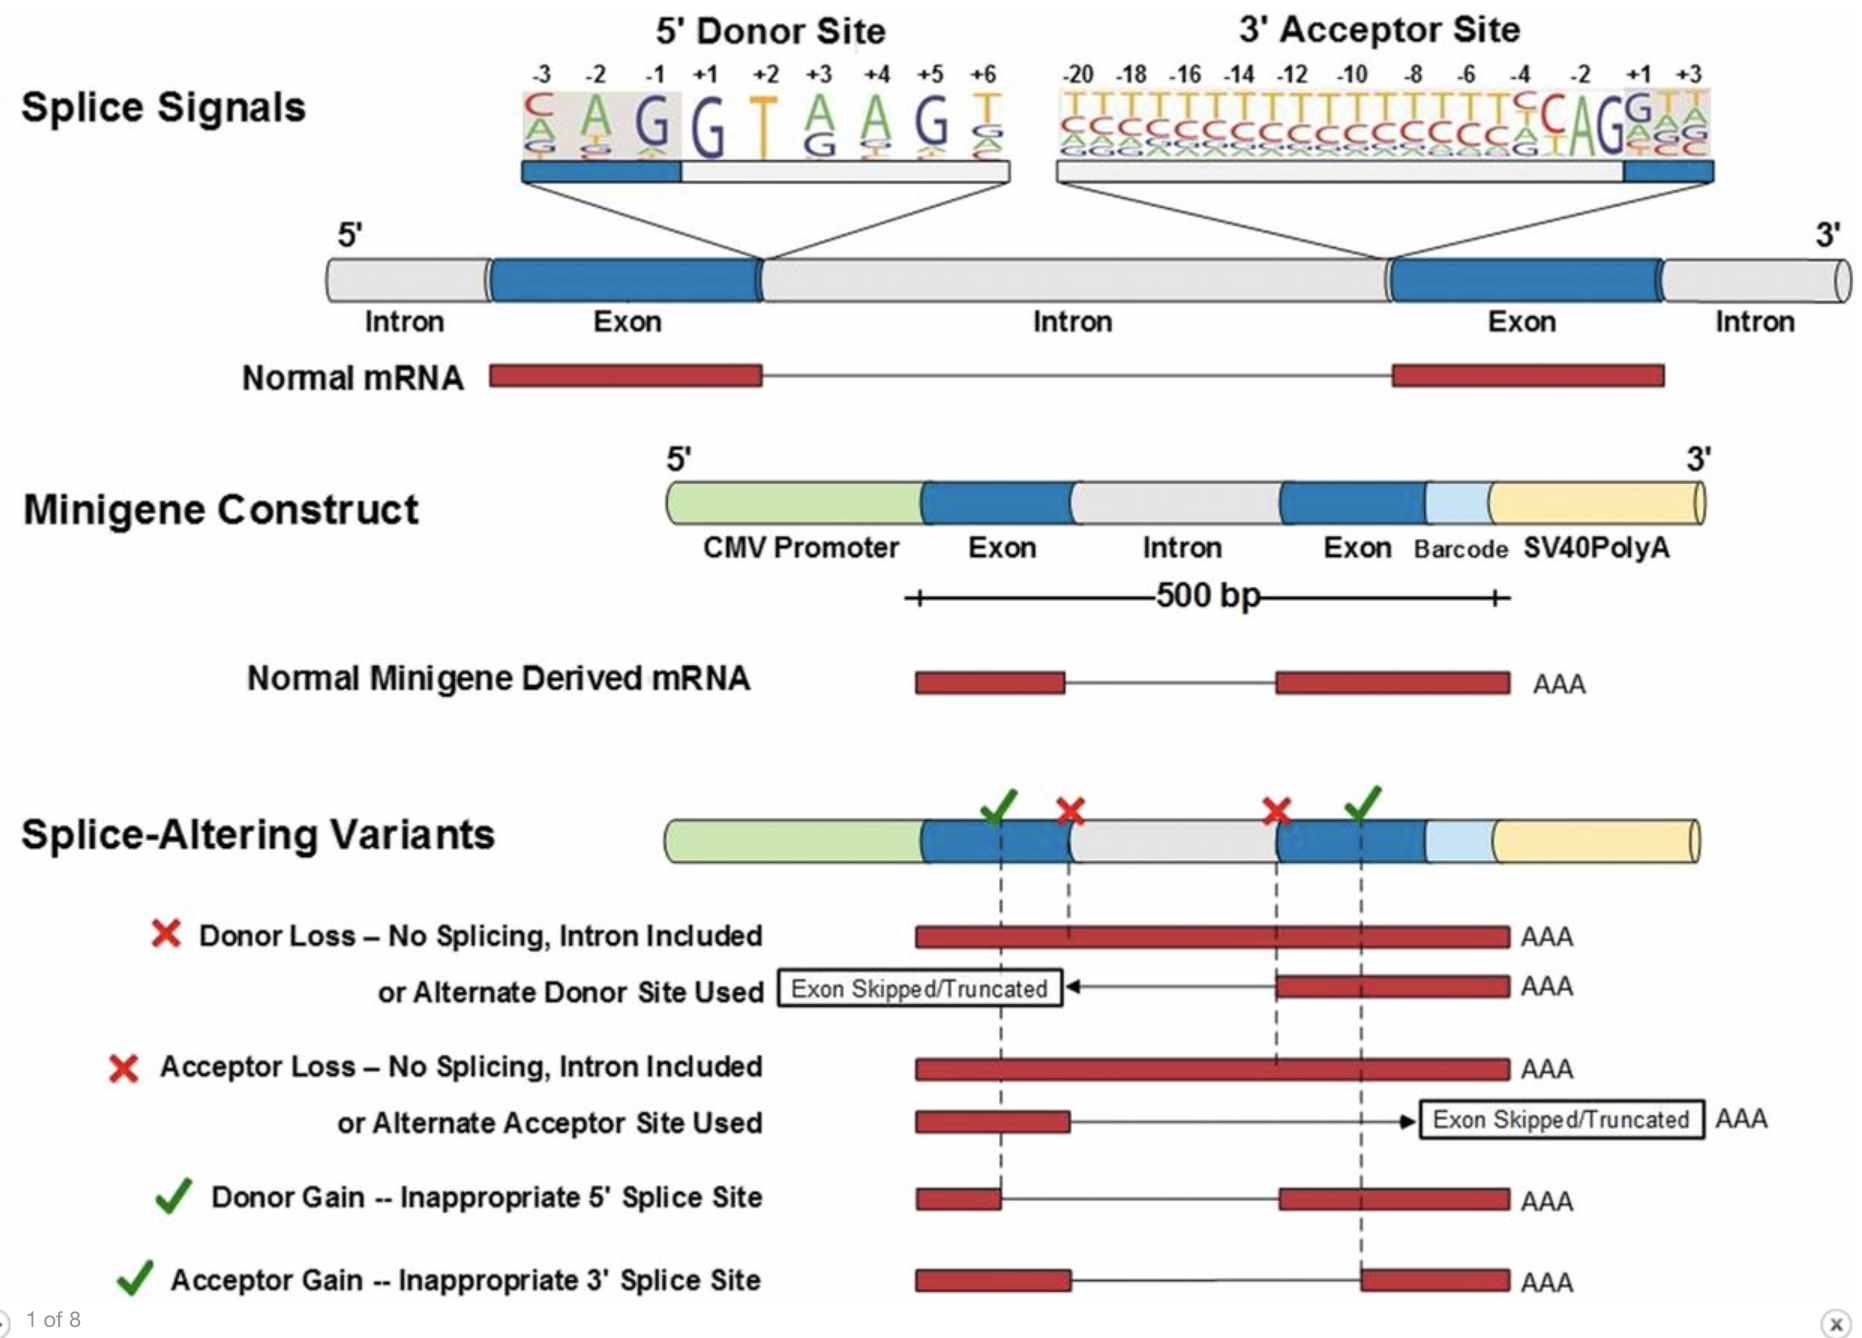 5' Donor Site
3' Acceptor Site
-3 -2 -1 +1 +2 +3 +4 +5 +6
-20 -18 -16 -14 -12 -10 -8 -6 -4 -2 +1 +3
Splice Signals
5'
3'
Intron Exon Intron Exon Intron
Normal mRNA
5'
3'
Minigene Construct
CMV Promoter Exon Intron Exon Barcode SV40PolyA
500 bp
Normal Minigene Derived mRNA
AAA
Splice-Altering Variants
Donor Loss – No Splicing, Intron Included
AAA
or Alternate Donor Site Used
Exon Skipped/Truncated
AAA
Acceptor Loss – No Splicing, Intron Included
AAA
or Alternate Acceptor Site Used
Exon Skipped/Truncated
AAA
Donor Gain -- Inappropriate 5' Splice Site
AAA
Acceptor Gain -- Inappropriate 3' Splice Site
AAA
1 of 8